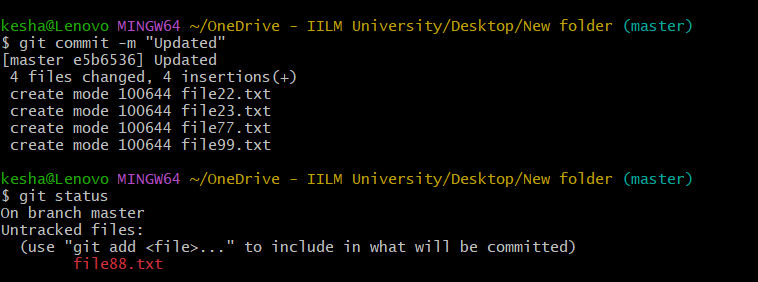 kesha@Lenovo MINGW64 ~/OneDrive - IILM University/Desktop/New folder (master)
$ git commit -m "Updated"
[master e5b6536] Updated
 4 files changed, 4 insertions(+)
 create mode 100644 file22.txt
 create mode 100644 file23.txt
 create mode 100644 file77.txt
 create mode 100644 file99.txt
kesha@Lenovo MINGW64 ~/OneDrive - IILM University/Desktop/New folder (master)
$ git status
On branch master
Untracked files:
  (use "git add <file>..." to include in what will be committed)
        file88.txt